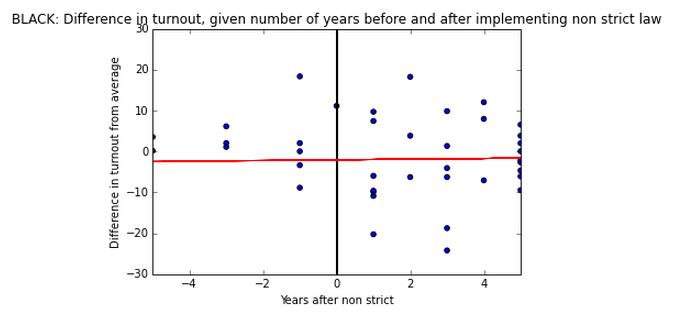 BLACK: Difference in turnout, given number of years before and after implementing non strict law
30
20
10
0
−10
−20
−30
Difference in turnout from average
−4 −2 0 2 4
Years after non strict